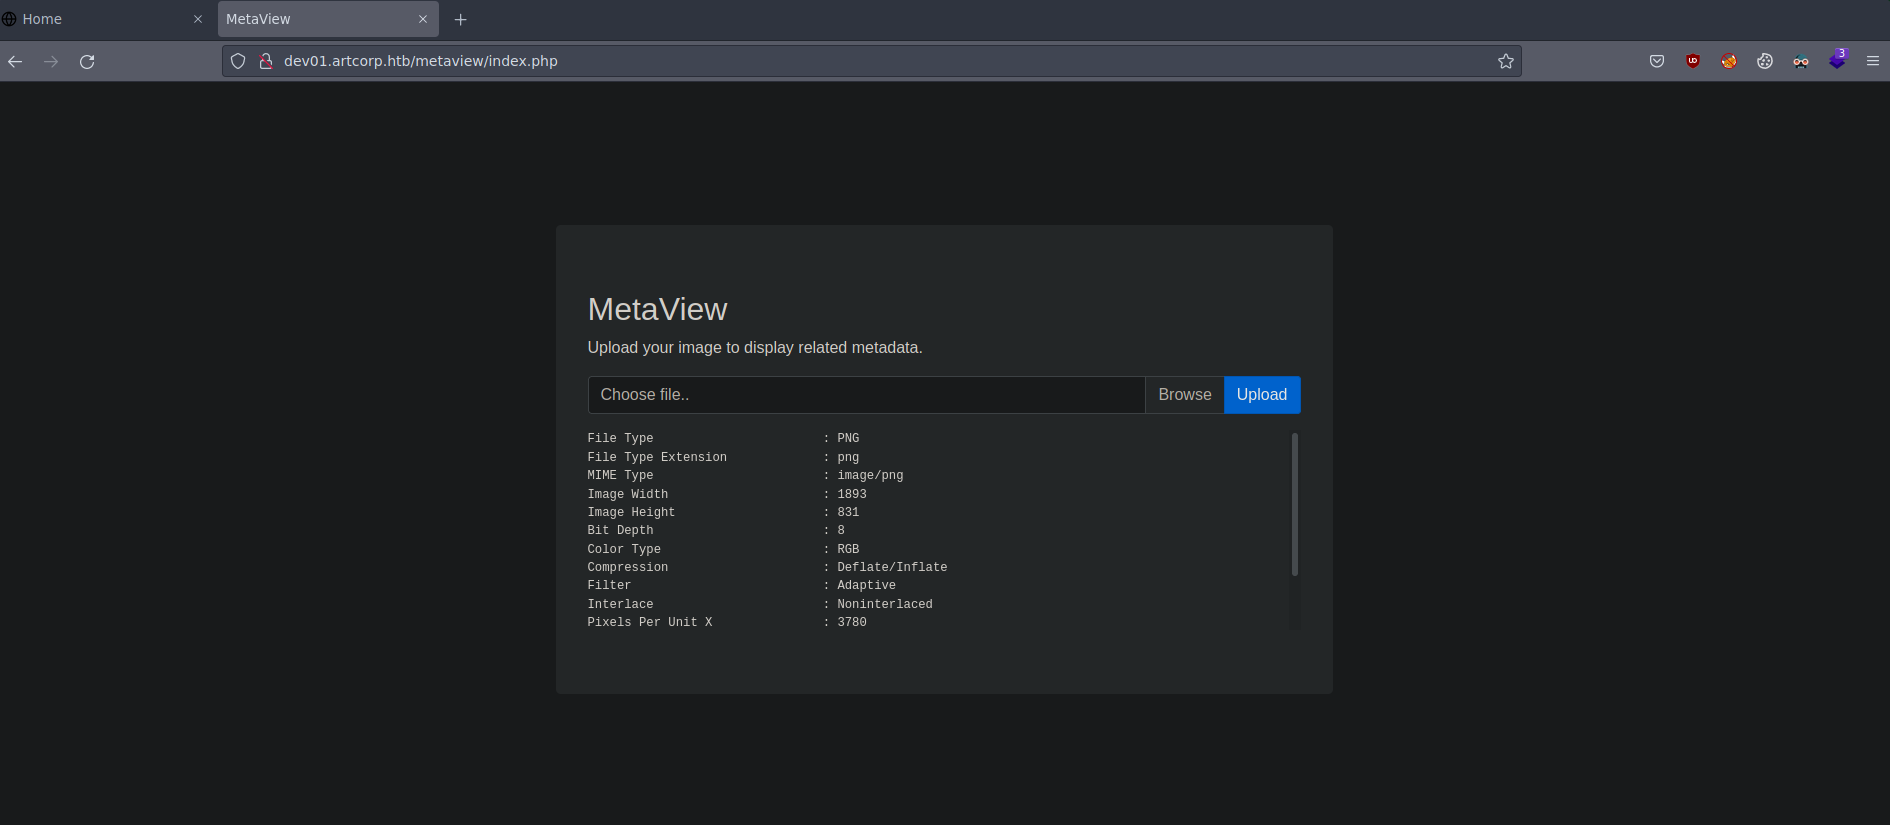 Home
MetaView
dev01.artcorp.htb/metaview/index.php
3
MetaView
Upload your image to display related metadata.
Choose file.. Browse Upload
File Type : PNG
File Type Extension : png
MIME Type : image/png
Image Width : 1893
Image Height : 831
Bit Depth : 8
Color Type : RGB
Compression : Deflate/Inflate
Filter : Adaptive
Interlace : Noninterlaced
Pixels Per Unit X : 3780